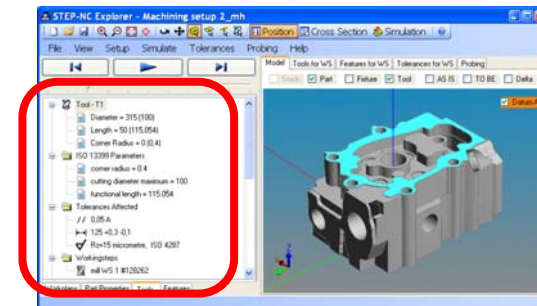 STEP-NC Explorer - Machining setup 2_mh
Position Cross Section Simulation
File View Setup Simulate Tolerances Probing Help
Model Tools for WS Features for WS Tolerances for WS Probing
Stock Part Fixture Tool AS IS TO BE Delta
Datum A
Tool - T1
Diameter = 315 (100)
Length = 50 (115,054)
Corner Radius = 0 (0,4)
ISO 13399 Parameters
corner radius = 0.4
cutting diameter maximum = 100
functional length = 115.054
Tolerances Affected
// 0,05 A
125 +0,3 -0,1
Rz=15 micrometre, ISO 4287
Workingsteps
mill WS 1 #128262
Workplans Part Properties Tools Features